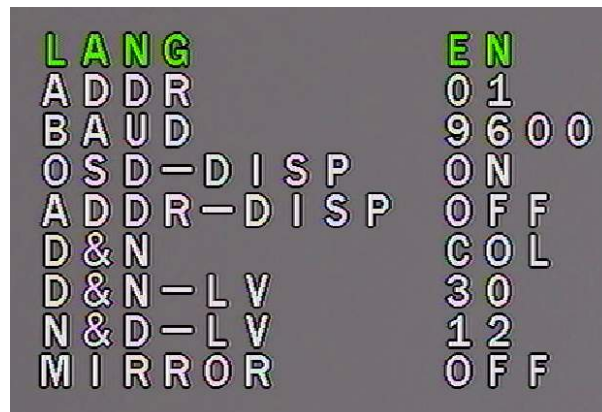 LANG EN
ADDR 01
BAUD 9600
OSD-DISP ON
ADDR-DISP OFF
D&N COL
D&N-LV 30
N&D-LV 12
MIRROR OFF